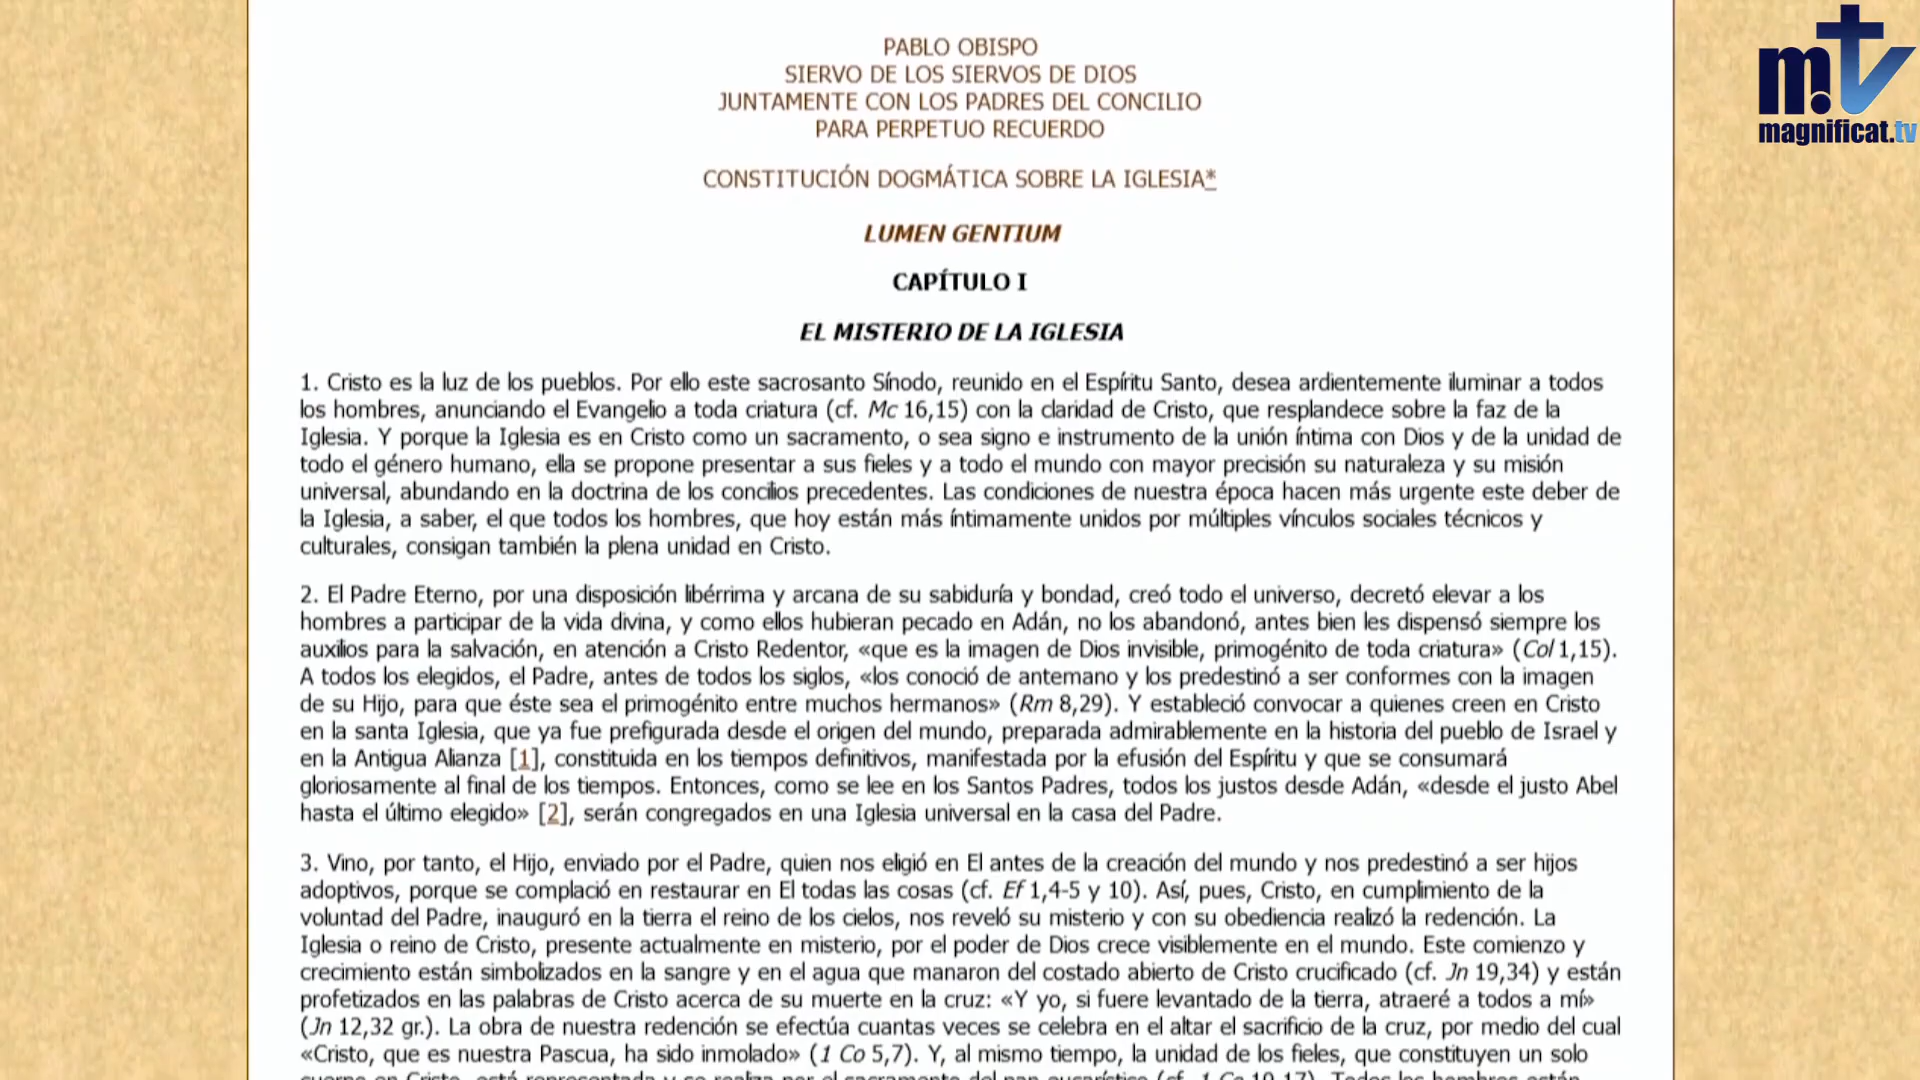 PABLO OBISPO
SIERVO DE LOS SIERVOS DE DIOS
JUNTAMENTE CON LOS PADRES DEL CONCILIO
PARA PERPETUO RECUERDO
CONSTITUCIÓN DOGMÁTICA SOBRE LA IGLESIA*
LUMEN GENTIUM
CAPÍTULO I
EL MISTERIO DE LA IGLESIA
1. Cristo es la luz de los pueblos. Por ello este sacrosanto Sínodo, reunido en el Espíritu Santo, desea ardientemente iluminar a todos
los hombres, anunciando el Evangelio a toda criatura (cf. Mc 16,15) con la claridad de Cristo, que resplandece sobre la faz de la
Iglesia. Y porque la Iglesia es en Cristo como un sacramento, o sea signo e instrumento de la unión íntima con Dios y de la unidad de
todo el género humano, ella se propone presentar a sus fieles y a todo el mundo con mayor precisión su naturaleza y su misión
universal, abundando en la doctrina de los concilios precedentes. Las condiciones de nuestra época hacen más urgente este deber de
la Iglesia, a saber, el que todos los hombres, que hoy están más íntimamente unidos por múltiples vínculos sociales técnicos y
culturales, consigan también la plena unidad en Cristo.
2. El Padre Eterno, por una disposición libérrima y arcana de su sabiduría y bondad, creó todo el universo, decretó elevar a los
hombres a participar de la vida divina, y como ellos hubieran pecado en Adán, no los abandonó, antes bien les dispensó siempre los
auxilios para la salvación, en atención a Cristo Redentor, «que es la imagen de Dios invisible, primogénito de toda criatura» (Col 1,15).
A todos los elegidos, el Padre, antes de todos los siglos, «los conoció de antemano y los predestinó a ser conformes con la imagen
de su Hijo, para que éste sea el primogénito entre muchos hermanos» (Rm 8,29). Y estableció convocar a quienes creen en Cristo
en la santa Iglesia, que ya fue prefigurada desde el origen del mundo, preparada admirablemente en la historia del pueblo de Israel y
en la Antigua Alianza [1], constituida en los tiempos definitivos, manifestada por la efusión del Espíritu y que se consumará
gloriosamente al final de los tiempos. Entonces, como se lee en los Santos Padres, todos los justos desde Adán, «desde el justo Abel
hasta el último elegido» [2], serán congregados en una Iglesia universal en la casa del Padre.
3. Vino, por tanto, el Hijo, enviado por el Padre, quien nos eligió en El antes de la creación del mundo y nos predestinó a ser hijos
adoptivos, porque se complació en restaurar en El todas las cosas (cf. Ef 1,4-5 y 10). Así, pues, Cristo, en cumplimiento de la
voluntad del Padre, inauguró en la tierra el reino de los cielos, nos reveló su misterio y con su obediencia realizó la redención. La
Iglesia o reino de Cristo, presente actualmente en misterio, por el poder de Dios crece visiblemente en el mundo. Este comienzo y
crecimiento están simbolizados en la sangre y en el agua que manaron del costado abierto de Cristo crucificado (cf. Jn 19,34) y están
profetizados en las palabras de Cristo acerca de su muerte en la cruz: «Y yo, si fuere levantado de la tierra, atraeré a todos a mí»
(Jn 12,32 gr.). La obra de nuestra redención se efectúa cuantas veces se celebra en el altar el sacrificio de la cruz, por medio del cual
«Cristo, que es nuestra Pascua, ha sido inmolado» (1 Co 5,7). Y, al mismo tiempo, la unidad de los fieles, que constituyen un solo
mtv
magnificat.tv